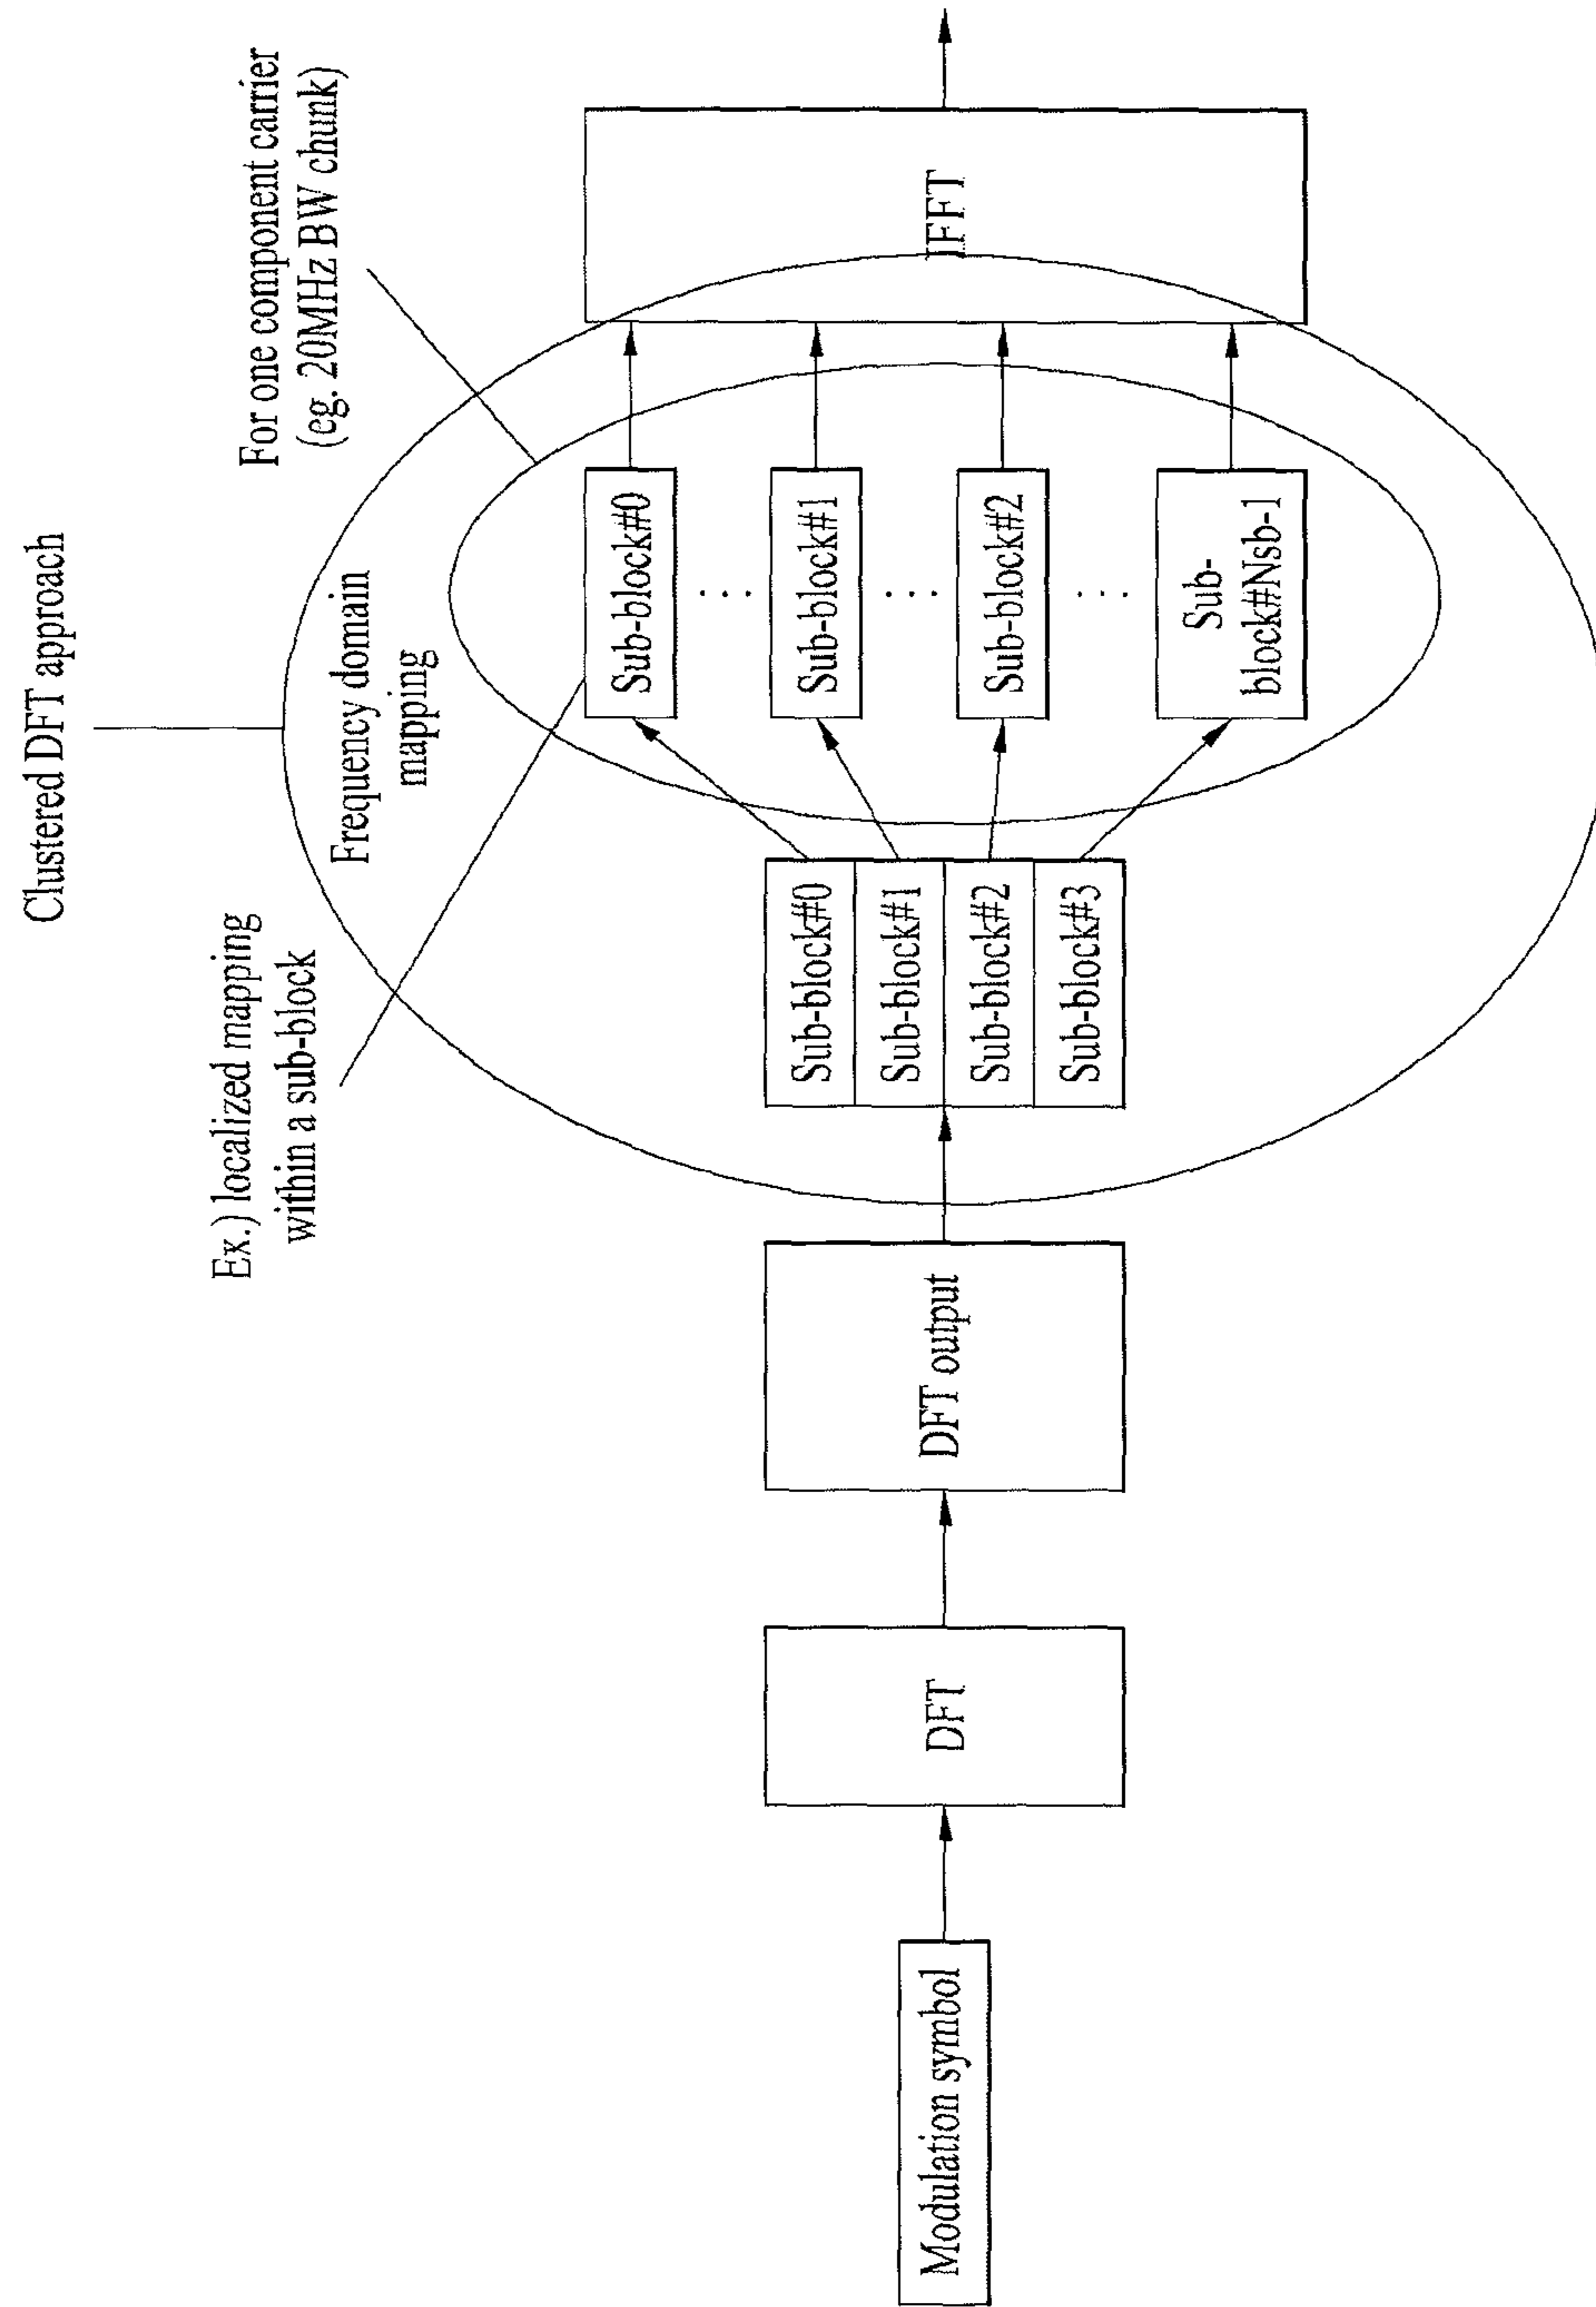 Clustered DFT approach
For one component carrier
(eg. 20MHz BW chunk)
Ex.) localized mapping
within a sub-block
Frequency domain
mapping
Modulation symbol
DFT
DFT output
Sub-block#0
Sub-block#1
Sub-block#2
Sub-block#3
Sub-block#0
. . .
Sub-block#1
. . .
Sub-block#2
. . .
Sub-
block#Nsb-1
IFFT